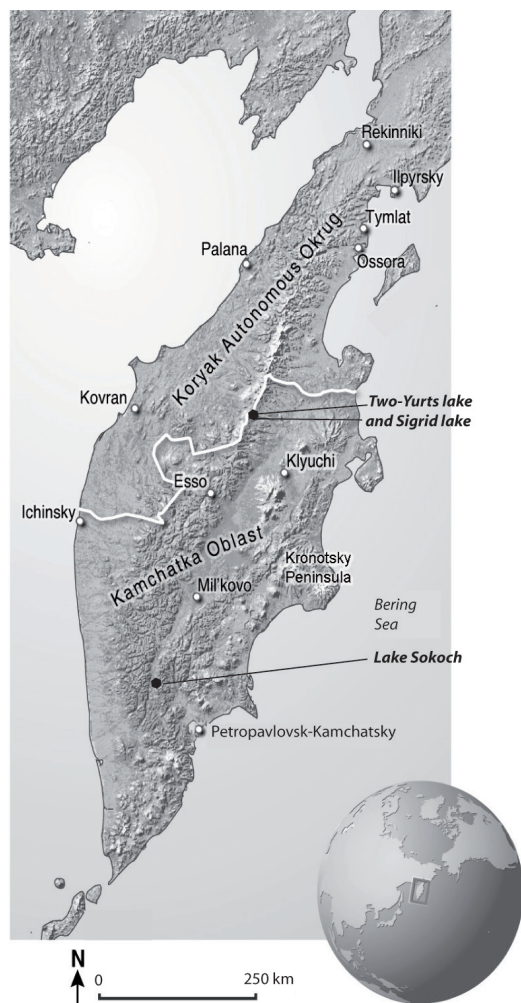 Rekinniki
Ilpyrsky
Tymlat
Palana
Ossora
Koryak Autonomous Okrug
Kovran
Two-Yurts lake
and Sigrid lake
Klyuchi
Esso
Ichinsky
Kamchatka Oblast
Kronotsky
Peninsula
Mil'kovo
Bering
Sea
Lake Sokoch
Petropavlovsk-Kamchatsky
N
0
250 km